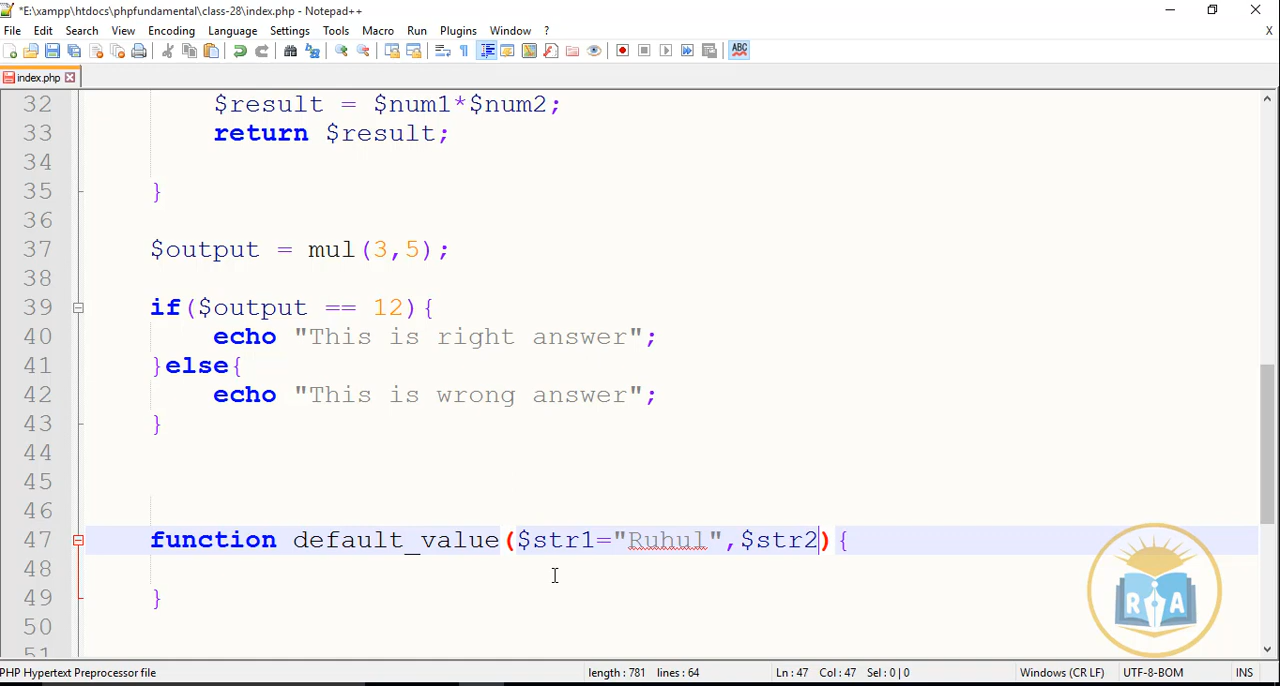 *E:\xampp\htdocs\phpfundamental\class-28\index.php - Notepad++
File Edit Search View Encoding Language Settings Tools Macro Run Plugins Window ? X
ABC
index.php
32 $result = $num1*$num2;
33 return $result;
34
35 }
36
37 $output = mul(3,5);
38
39 if($output == 12){
40 echo "This is right answer";
41 }else{
42 echo "This is wrong answer";
43 }
44
45
46
47 function default_value($str1="Ruhul",$str2){
48
49 }
50
51
R A
PHP Hypertext Preprocessor file length : 781 lines : 64 Ln : 47 Col : 47 Sel : 0 | 0 Windows (CR LF) UTF-8-BOM INS